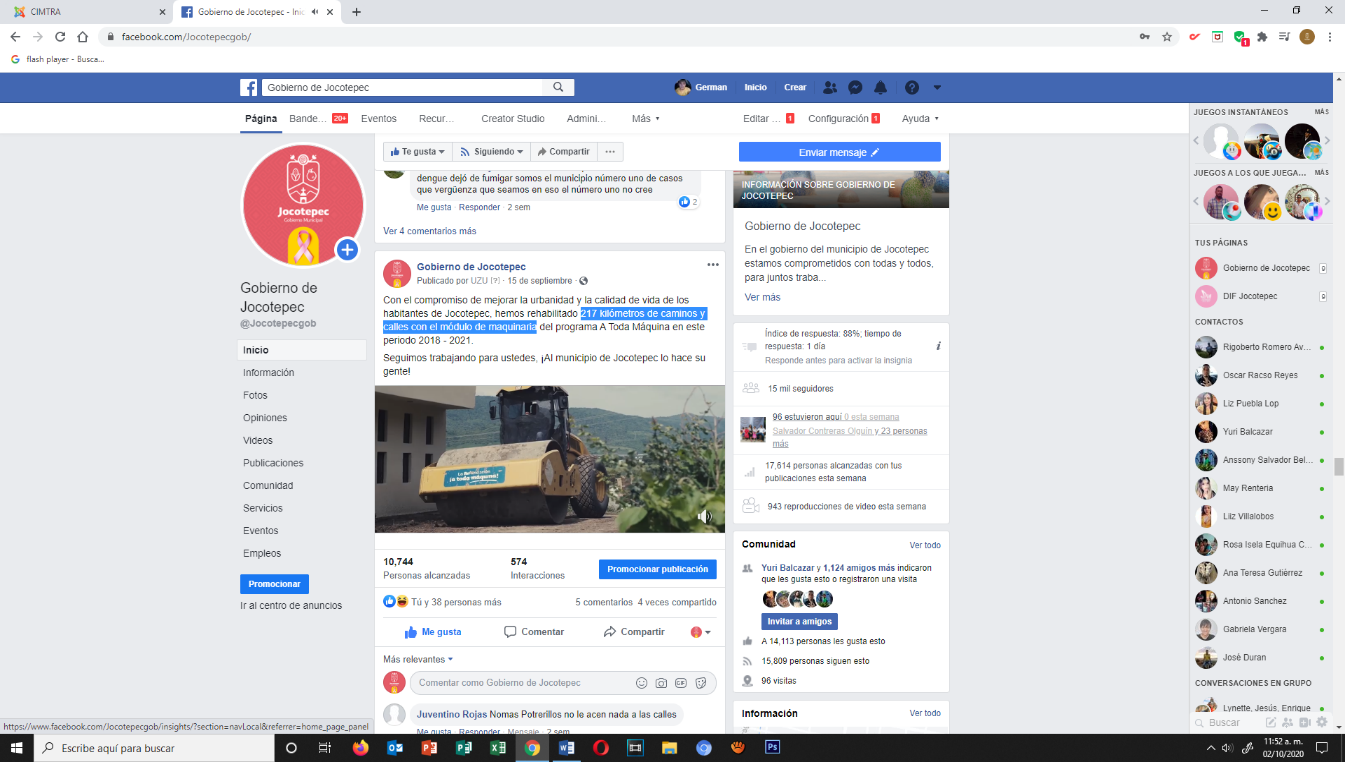 CIMTRA
Gobierno de Jocotepec - Inic
facebook.com/Jocotepecgob/
flash player - Busca...
Gobierno de Jocotepec
German
Inicio
Crear
Página
Bande...
20+
Eventos
Recur...
Creator Studio
Admini...
Más
Editar ...
1
Configuración
1
Ayuda
Jocotepec
Gobierno Municipal
Gobierno de
Jocotepec
@Jocotepecgob
Inicio
Información
Fotos
Opiniones
Videos
Publicaciones
Comunidad
Servicios
Eventos
Empleos
Promocionar
Ir al centro de anuncios
Te gusta
Siguiendo
Compartir
...
dengue dejó de fumigar somos el municipio número uno de casos
que vergüenza que seamos en eso el número uno no cree
2
Me gusta · Responder · 2 sem
Ver 4 comentarios más
Gobierno de Jocotepec
Publicado por UZU [?] · 15 de septiembre ·
Con el compromiso de mejorar la urbanidad y la calidad de vida de los
habitantes de Jocotepec, hemos rehabilitado 217 kilómetros de caminos y
calles con el módulo de maquinaria del programa A Toda Máquina en este
periodo 2018 - 2021.
Seguimos trabajando para ustedes, ¡Al municipio de Jocotepec lo hace su
gente!
¡a toda máquina!
10,744
Personas alcanzadas
574
Interacciones
Promocionar publicación
Tú y 38 personas más
5 comentarios 4 veces compartido
Me gusta
Comentar
Compartir
Más relevantes
Comentar como Gobierno de Jocotepec
GIF
Juventino Rojas Nomas Potrerillos no le acen nada a las calles
Me gusta · Responder · Mensaje · 2 sem
Enviar mensaje
INFORMACIÓN SOBRE GOBIERNO DE
JOCOTEPEC
Gobierno de Jocotepec
En el gobierno del municipio de Jocotepec
estamos comprometidos con todas y todos,
para juntos traba...
Ver más
Índice de respuesta: 88%, tiempo de
respuesta: 1 día
Responde antes para activar la insignia
i
15 mil seguidores
96 estuvieron aquí 0 esta semana
Salvador Contreras Olguin y 23 personas
más
17,614 personas alcanzadas con tus
publicaciones esta semana
943 reproducciones de video esta semana
Comunidad
Ver todo
Yuri Balcazar y 1,124 amigos más indicaron
que les gusta esto o registraron una visita
Invitar a amigos
A 14,113 personas les gusta esto
15,809 personas siguen esto
96 visitas
Información
Ver todo
JUEGOS INSTANTÁNEOS
MÁS
JUEGOS A LOS QUE JUEGA...
MÁS
TUS PÁGINAS
Gobierno de Jocotepec
9
DIF Jocotepec
9
CONTACTOS
Rigoberto Romero Av...
Oscar Racso Reyes
Liz Puebla Lop
Yuri Balcazar
Anssony Salvador Bel...
May Renteria
Liiz Villalobos
Rosa Isela Equihua C...
Ana Teresa Gutiérrez
Antonio Sanchez
Gabriela Vergara
José Duran
CONVERSACIONES EN GRUPO
Lynette, Jesús, Enrique
Buscar
https://www.facebook.com/Jocotepecgob/insights/?section=navLocal&referrer=home_page_panel
Escribe aquí para buscar
11:52 a. m.
02/10/2020